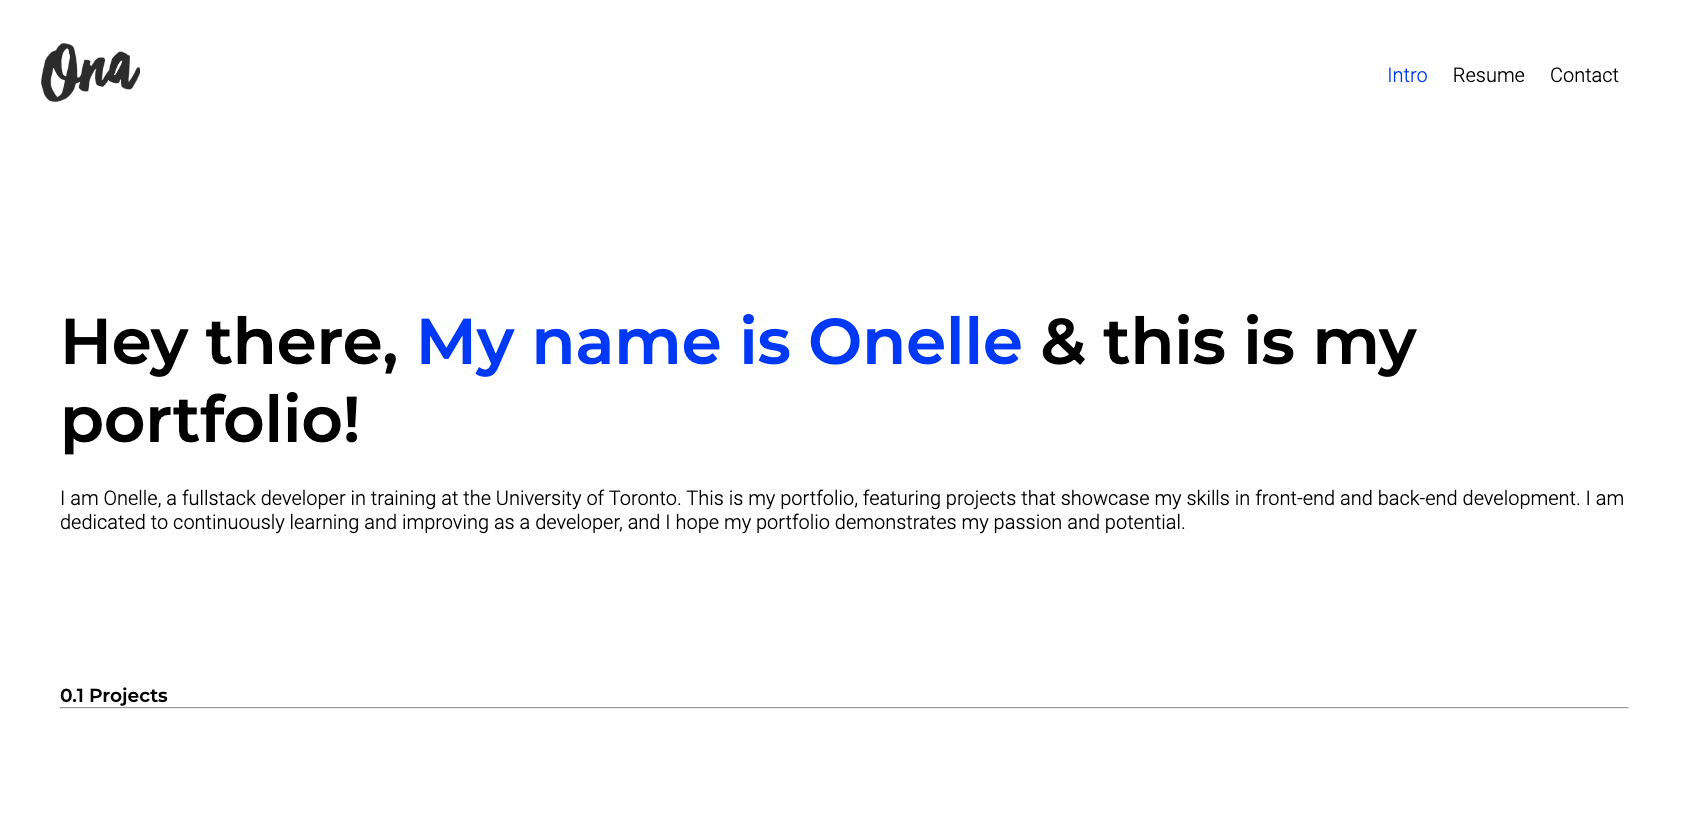 Ona
Intro Resume Contact
Hey there, My name is Onelle & this is my
portfolio!
I am Onelle, a fullstack developer in training at the University of Toronto. This is my portfolio, featuring projects that showcase my skills in front-end and back-end development. I am
dedicated to continuously learning and improving as a developer, and I hope my portfolio demonstrates my passion and potential.
0.1 Projects